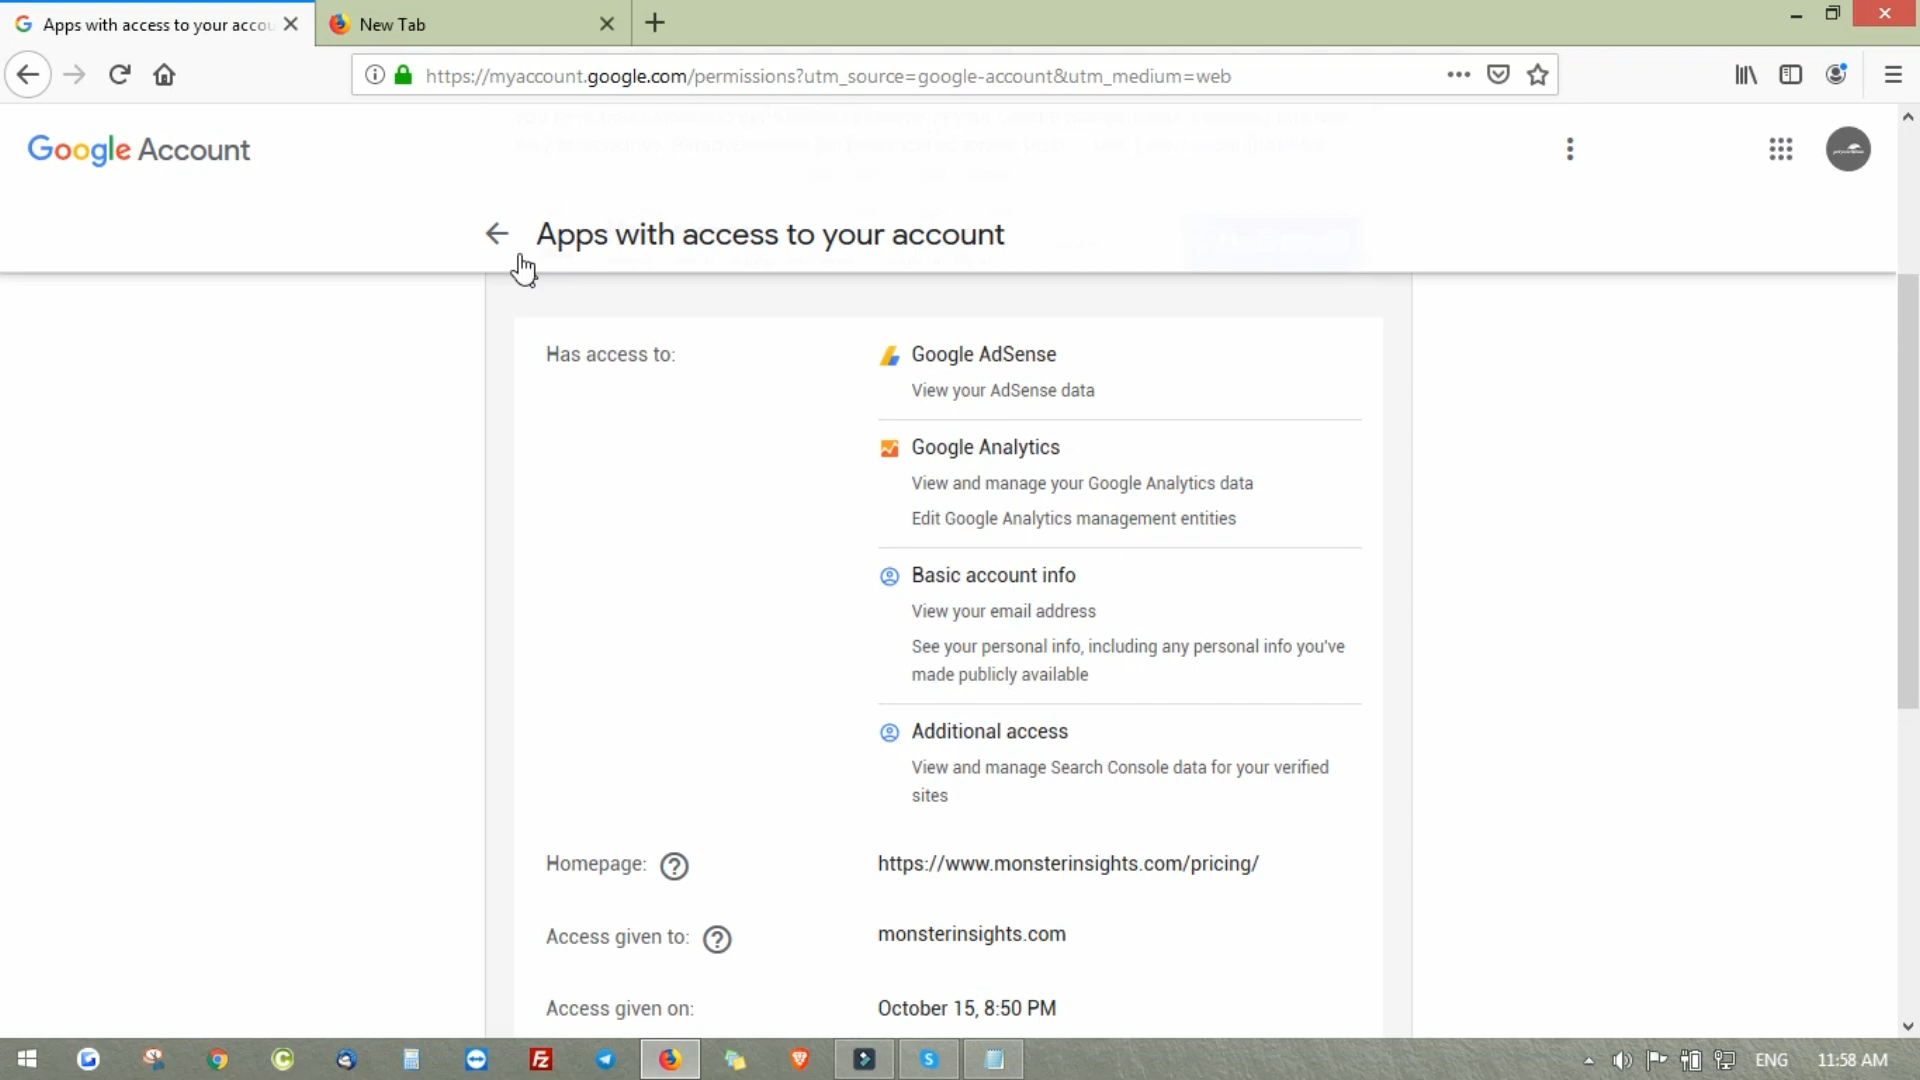 Apps with access to your accou
New Tab
https://myaccount.google.com/permissions?utm_source=google-account&utm_medium=web
Google Account
Apps with access to your account
Has access to:
Google AdSense
View your AdSense data
Google Analytics
View and manage your Google Analytics data
Edit Google Analytics management entities
Basic account info
View your email address
See your personal info, including any personal info you've
made publicly available
Additional access
View and manage Search Console data for your verified
sites
Homepage:
https://www.monsterinsights.com/pricing/
Access given to:
monsterinsights.com
Access given on:
October 15, 8:50 PM
ENG
11:58 AM